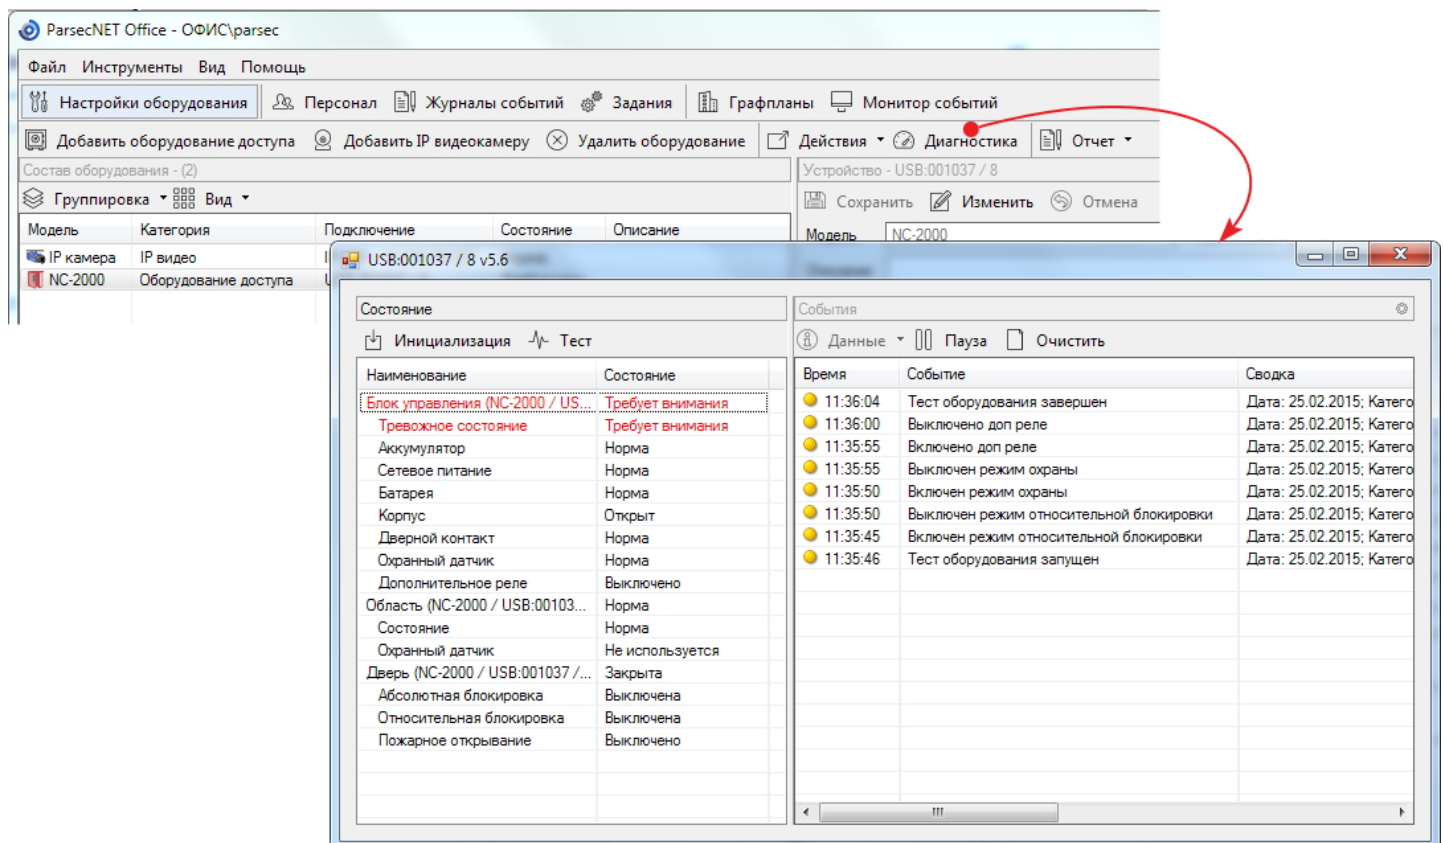 ParsecNET Office - ОФИС\parsec
Файл Инструменты Вид Помощь
Настройки оборудования Персонал Журналы событий Задания Графпланы Монитор событий
Добавить оборудование доступа Добавить IP видеокамеру Удалить оборудование Действия Диагностика Отчет
Состав оборудования - (2) Устройство - USB:001037 / 8
Группировка Вид Сохранить Изменить Отмена
Модель Категория Подключение Состояние Описание Модель NC-2000
IP камера IP видео
NC-2000 Оборудование доступа
USB:001037 / 8 v5.6
Состояние События
Инициализация Тест Данные Пауза Очистить
Наименование Состояние Время Событие Сводка
Блок управления (NC-2000 / US... Требует внимания 11:36:04 Тест оборудования завершен Дата: 25.02.2015; Катего
Тревожное состояние Требует внимания 11:36:00 Выключено доп реле Дата: 25.02.2015; Катего
Аккумулятор Норма 11:35:55 Включено доп реле Дата: 25.02.2015; Катего
Сетевое питание Норма 11:35:55 Выключен режим охраны Дата: 25.02.2015; Катего
Батарея Норма 11:35:50 Включен режим охраны Дата: 25.02.2015; Катего
Корпус Открыт 11:35:50 Выключен режим относительной блокировки Дата: 25.02.2015; Катего
Дверной контакт Норма 11:35:45 Включен режим относительной блокировки Дата: 25.02.2015; Катего
Охранный датчик Норма 11:35:46 Тест оборудования запущен Дата: 25.02.2015; Катего
Дополнительное реле Выключено
Область (NC-2000 / USB:00103... Норма
Состояние Норма
Охранный датчик Не используется
Дверь (NC-2000 / USB:001037 /... Закрыта
Абсолютная блокировка Выключена
Относительная блокировка Выключена
Пожарное открывание Выключено